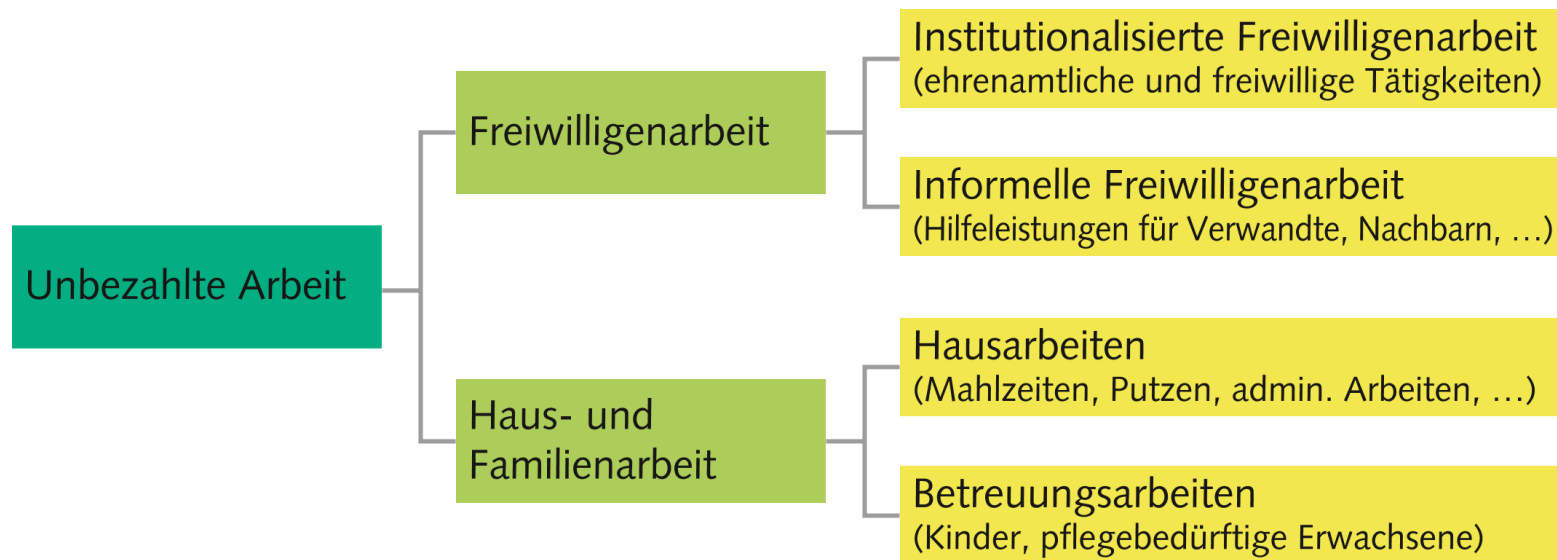 Unbezahlte Arbeit
Freiwilligenarbeit
Institutionalisierte Freiwilligenarbeit
(ehrenamtliche und freiwillige Tätigkeiten)
Informelle Freiwilligenarbeit
(Hilfeleistungen für Verwandte, Nachbarn, …)
Haus- und
Familienarbeit
Hausarbeiten
(Mahlzeiten, Putzen, admin. Arbeiten, …)
Betreuungsarbeiten
(Kinder, pflegebedürftige Erwachsene)